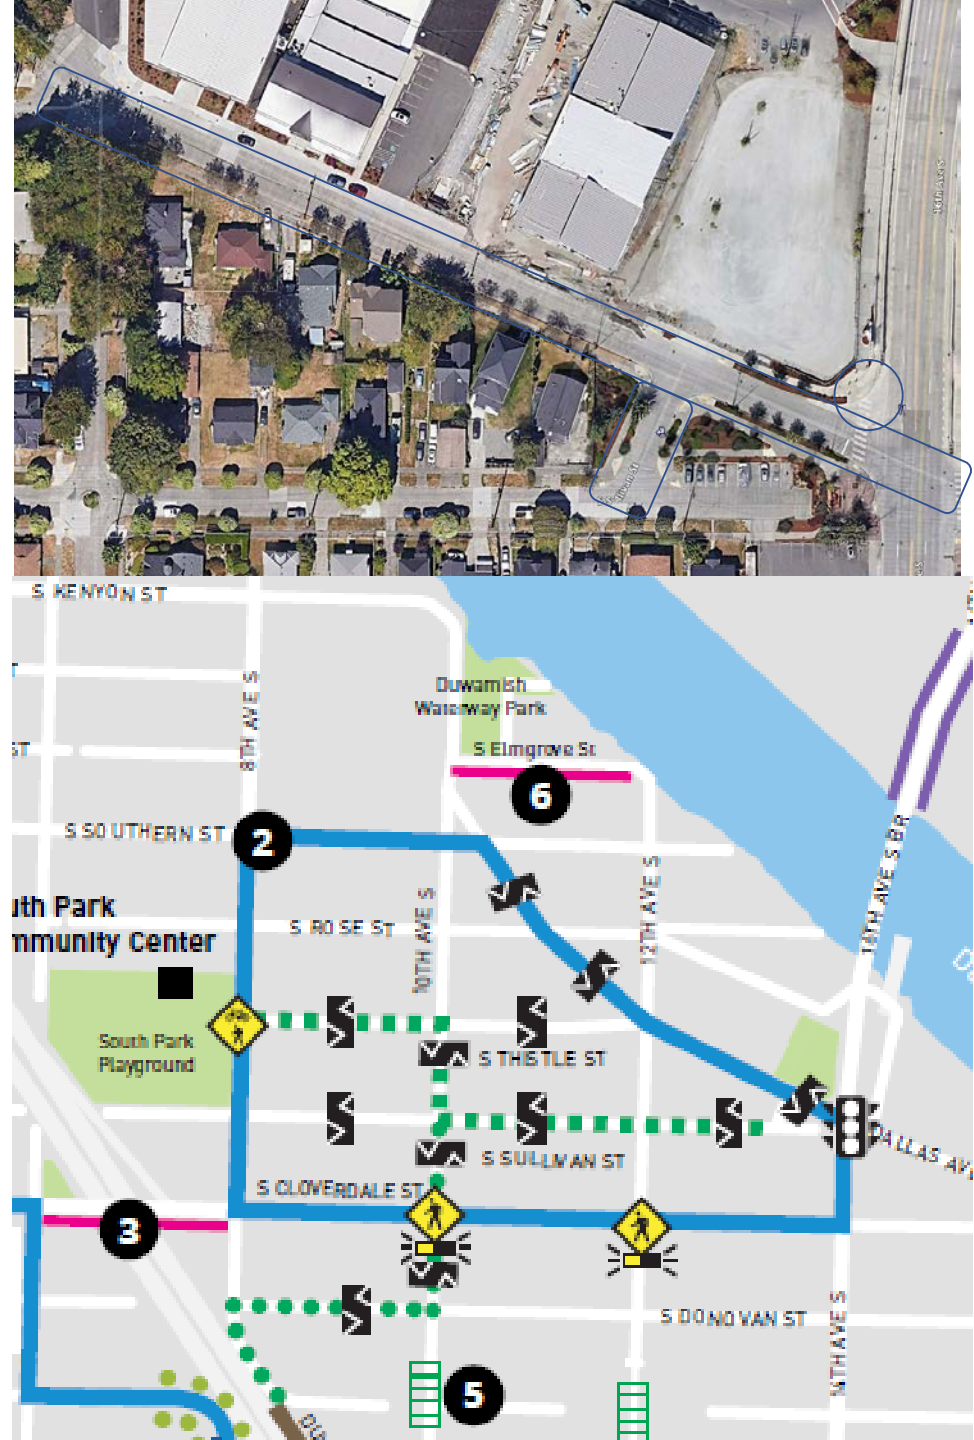 S KENYON ST
8TH AVE S
Duwamish
Waterway Park
S Elmgrove St
6
S SOUTHERN ST
2
16TH AVE S BR
uth Park
mmunity Center
S ROSE ST
10TH AVE S
12TH AVE S
South Park
Playground
S THISTLE ST
S SULLIVAN ST
DALLAS AVE
S CLOVERDALE ST
3
S DONOVAN ST
14TH AVE S
5